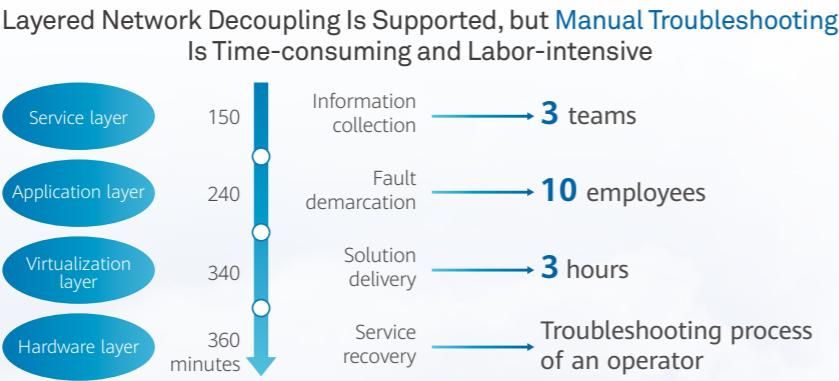 Layered Network Decoupling Is Supported, but Manual Troubleshooting
Is Time-consuming and Labor-intensive
Service layer
150
Information
collection
3 teams
Application layer
240
Fault
demarcation
10 employees
Virtualization
layer
340
Solution
delivery
3 hours
Hardware layer
360
minutes
Service
recovery
Troubleshooting process
of an operator